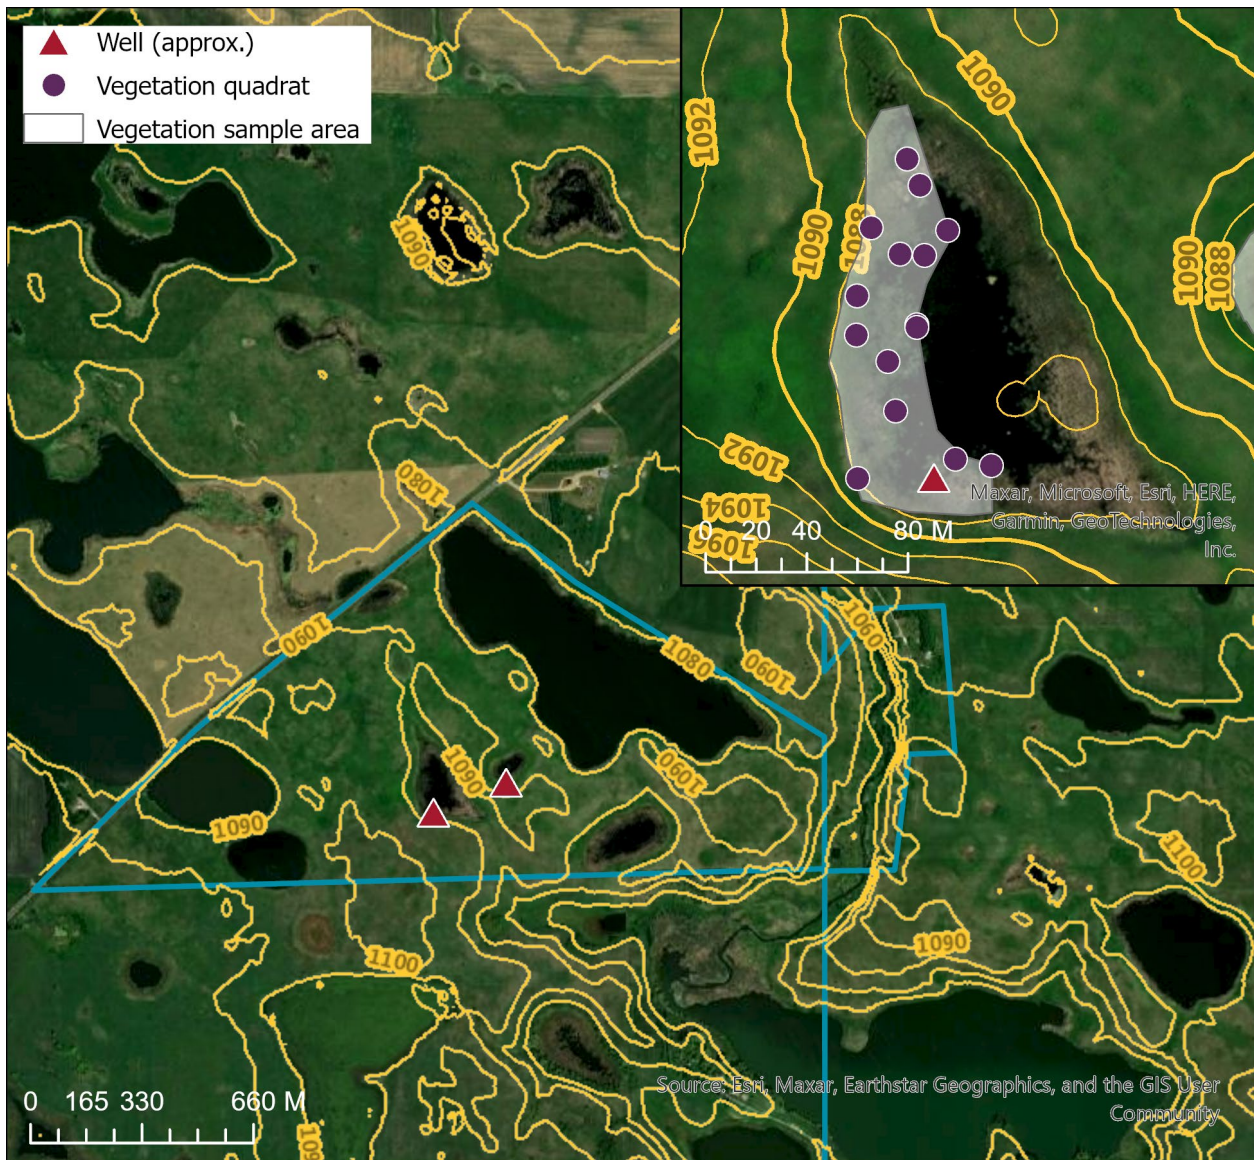 Well (approx.)
Vegetation quadrat
Vegetation sample area
1090
1092
1090
1088
1090
1088
1092
1094
1096
0 20 40 80 M
Maxar, Microsoft, Esri, HERE,
Garmin, GeoTechnologies,
Inc.
1090
1080
1090
1080
1090
1090
1090
1090
1090
1100
1100
1090
0 165 330 660 M
Source: Esri, Maxar, Earthstar Geographics, and the GIS User
Community